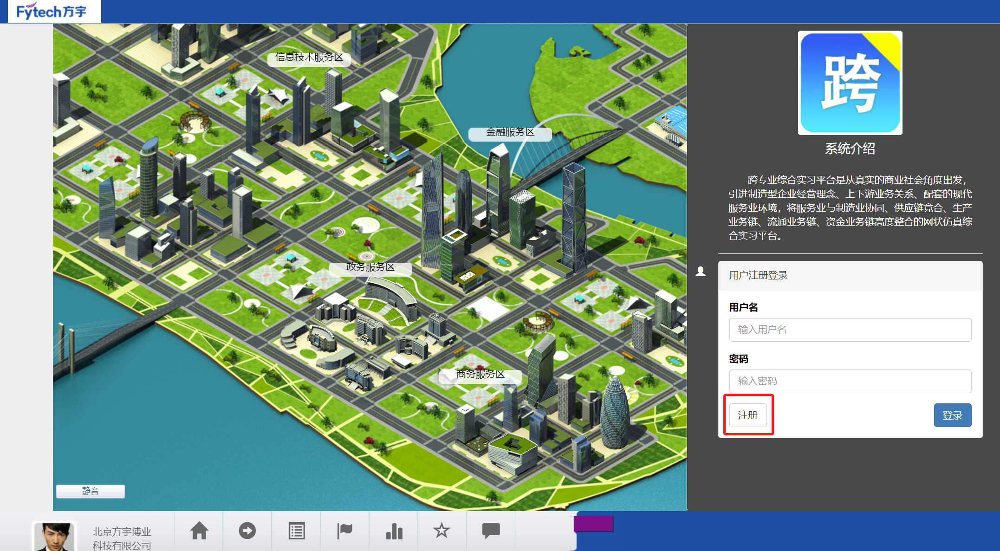 Fytech方宇
信息技术服务区
金融服务区
政务服务区
商务服务区
静音
跨
系统介绍
跨专业综合实习平台是从真实的商业社会角度出发，
引进制造型企业经营理念、上下游业务关系、配套的现代
服务业环境，将服务业与制造业协同、供应链竞合、生产
业务链、流通业务链、资金业务链高度整合的网状仿真综
合实习平台。
用户注册登录
用户名
输入用户名
密码
输入密码
注册
登录
北京方宇博业
科技有限公司